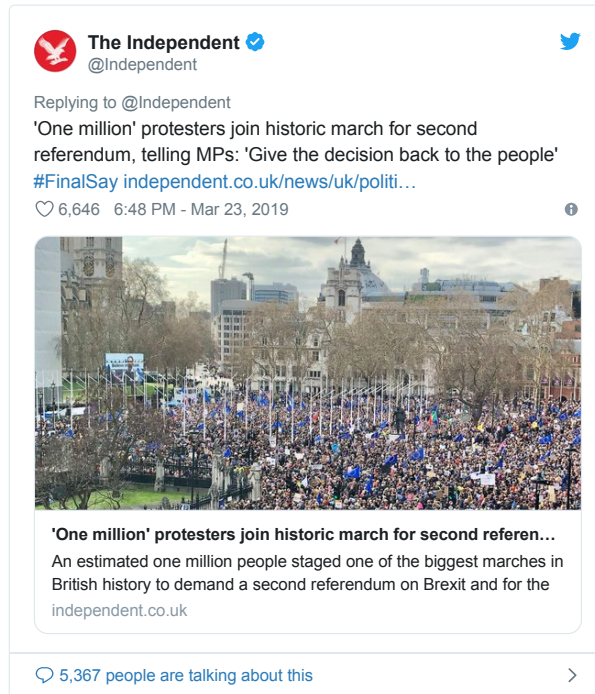 The Independent
@Independent
Replying to @Independent
'One million' protesters join historic march for second
referendum, telling MPs: 'Give the decision back to the people'
#FinalSay independent.co.uk/news/uk/politi…
6,646 6:48 PM - Mar 23, 2019
'One million' protesters join historic march for second referen…
An estimated one million people staged one of the biggest marches in
British history to demand a second referendum on Brexit and for the
independent.co.uk
5,367 people are talking about this